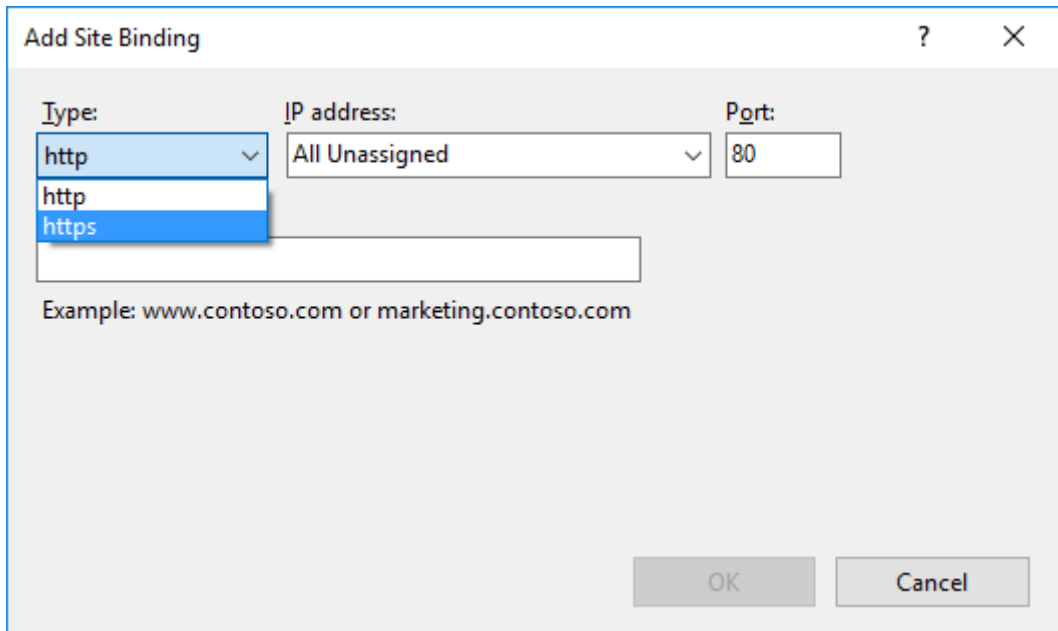 Add Site Binding ?
Type: IP address: Port:
http All Unassigned 80
http
https
Example: www.contoso.com or marketing.contoso.com
OK Cancel